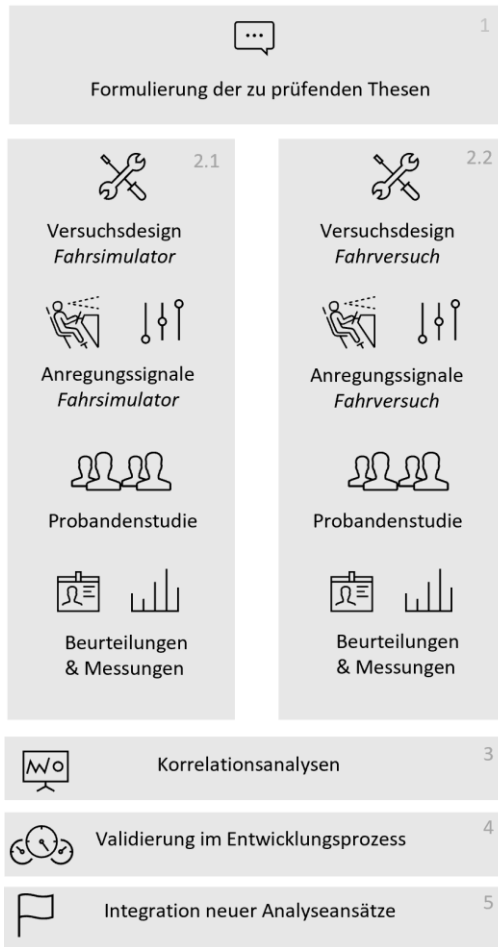 1
Formulierung der zu prüfenden Thesen
2.1
Versuchsdesign
Fahrsimulator
Anregungssignale
Fahrsimulator
Probandenstudie
Beurteilungen
& Messungen
2.2
Versuchsdesign
Fahrversuch
Anregungssignale
Fahrversuch
Probandenstudie
Beurteilungen
& Messungen
3
Korrelationsanalysen
4
Validierung im Entwicklungsprozess
5
Integration neuer Analyseansätze